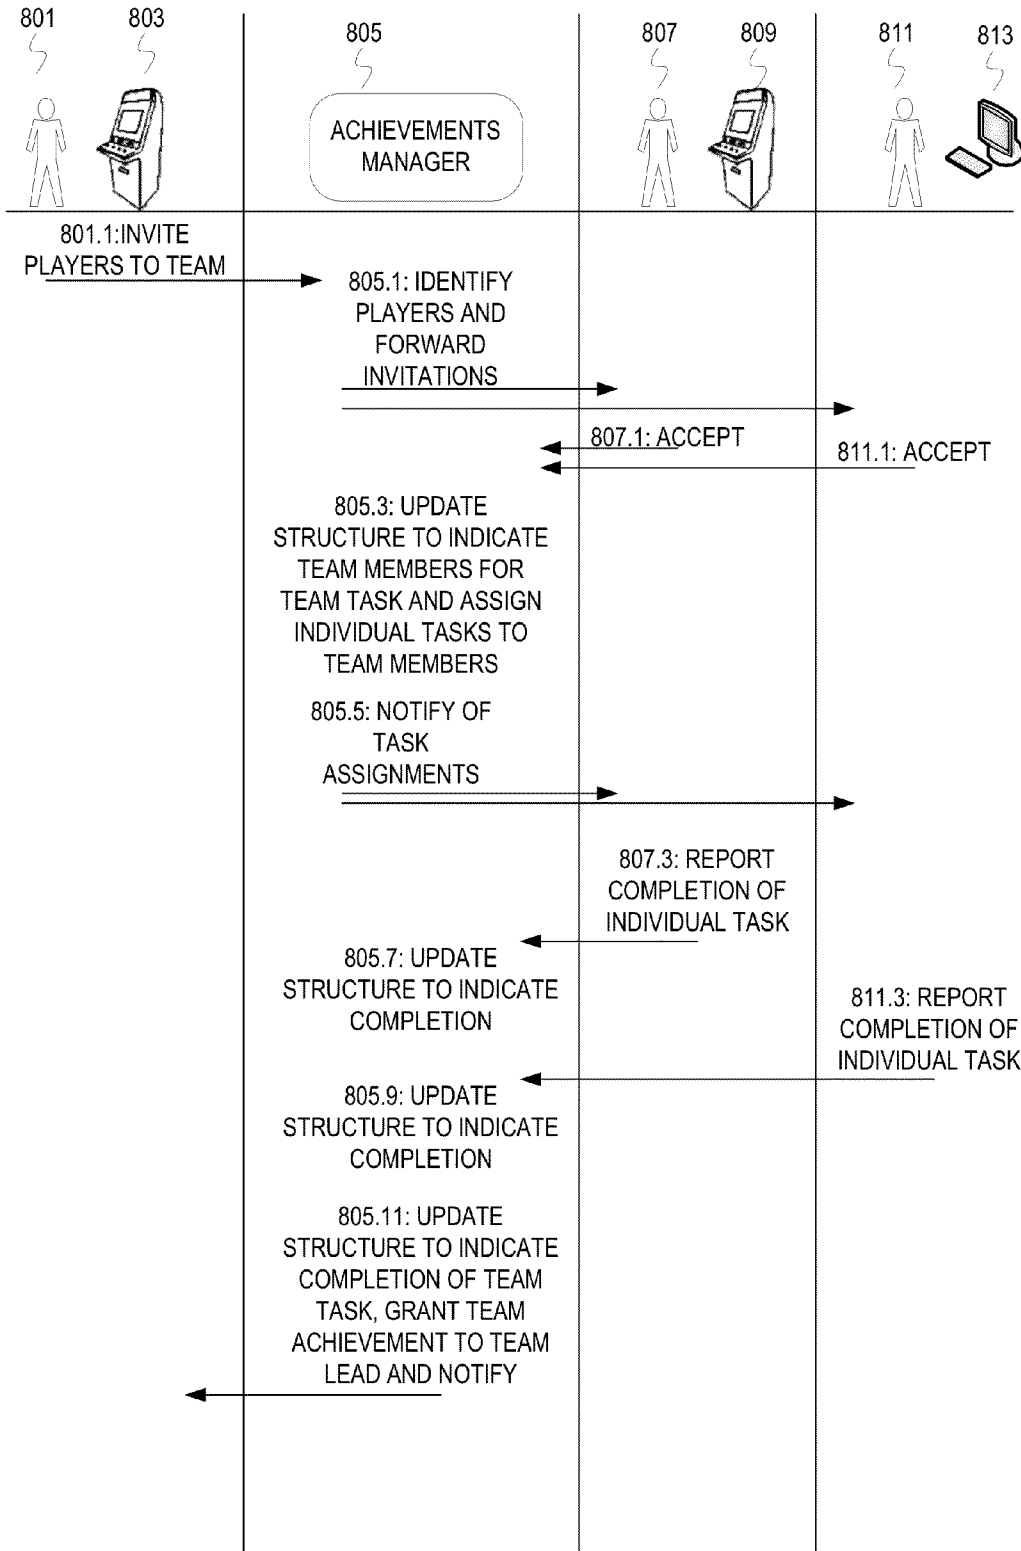 801
803
805
807
809
811
813
ACHIEVEMENTS
MANAGER
801.1:INVITE
PLAYERS TO TEAM
805.1: IDENTIFY
PLAYERS AND
FORWARD
INVITATIONS
807.1: ACCEPT
811.1: ACCEPT
805.3: UPDATE
STRUCTURE TO INDICATE
TEAM MEMBERS FOR
TEAM TASK AND ASSIGN
INDIVIDUAL TASKS TO
TEAM MEMBERS
805.5: NOTIFY OF
TASK
ASSIGNMENTS
807.3: REPORT
COMPLETION OF
INDIVIDUAL TASK
805.7: UPDATE
STRUCTURE TO INDICATE
COMPLETION
811.3: REPORT
COMPLETION OF
INDIVIDUAL TASK
805.9: UPDATE
STRUCTURE TO INDICATE
COMPLETION
805.11: UPDATE
STRUCTURE TO INDICATE
COMPLETION OF TEAM
TASK, GRANT TEAM
ACHIEVEMENT TO TEAM
LEAD AND NOTIFY